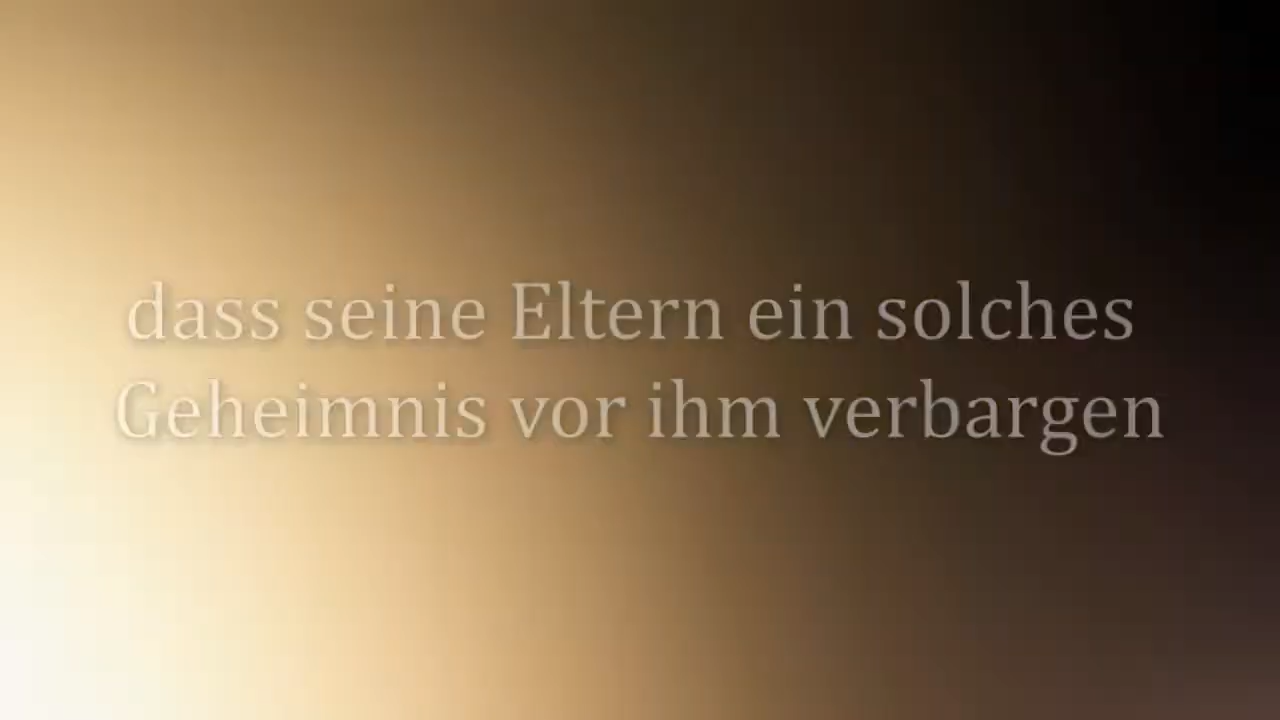 dass seine Eltern ein solches
Geheimnis vor ihm verbargen